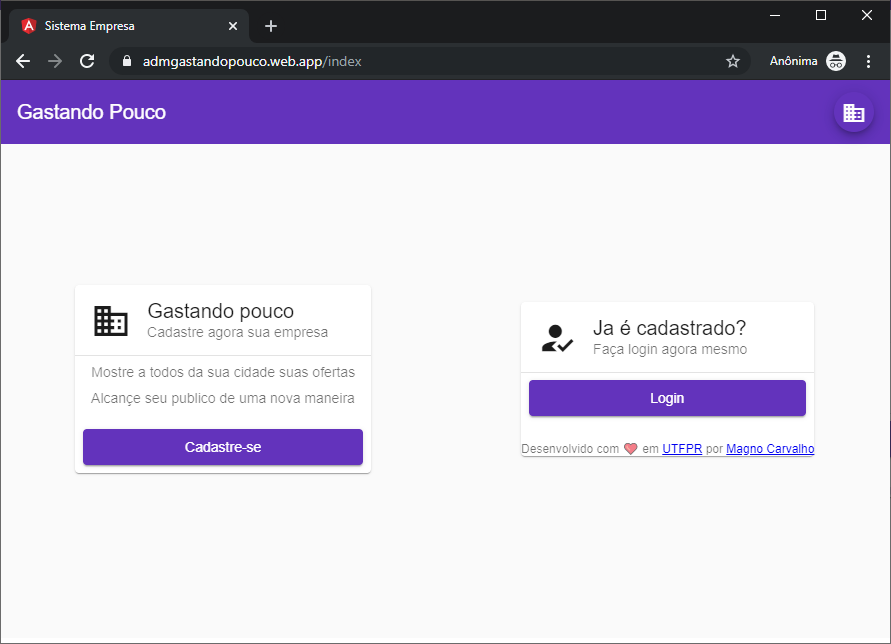 Sistema Empresa
admgastandopouco.web.app/index
Anônima
Gastando Pouco
Gastando pouco
Cadastre agora sua empresa
Mostre a todos da sua cidade suas ofertas
Alcançe seu publico de uma nova maneira
Cadastre-se
Ja é cadastrado?
Faça login agora mesmo
Login
Desenvolvido com ❤ em UTFPR por Magno Carvalho